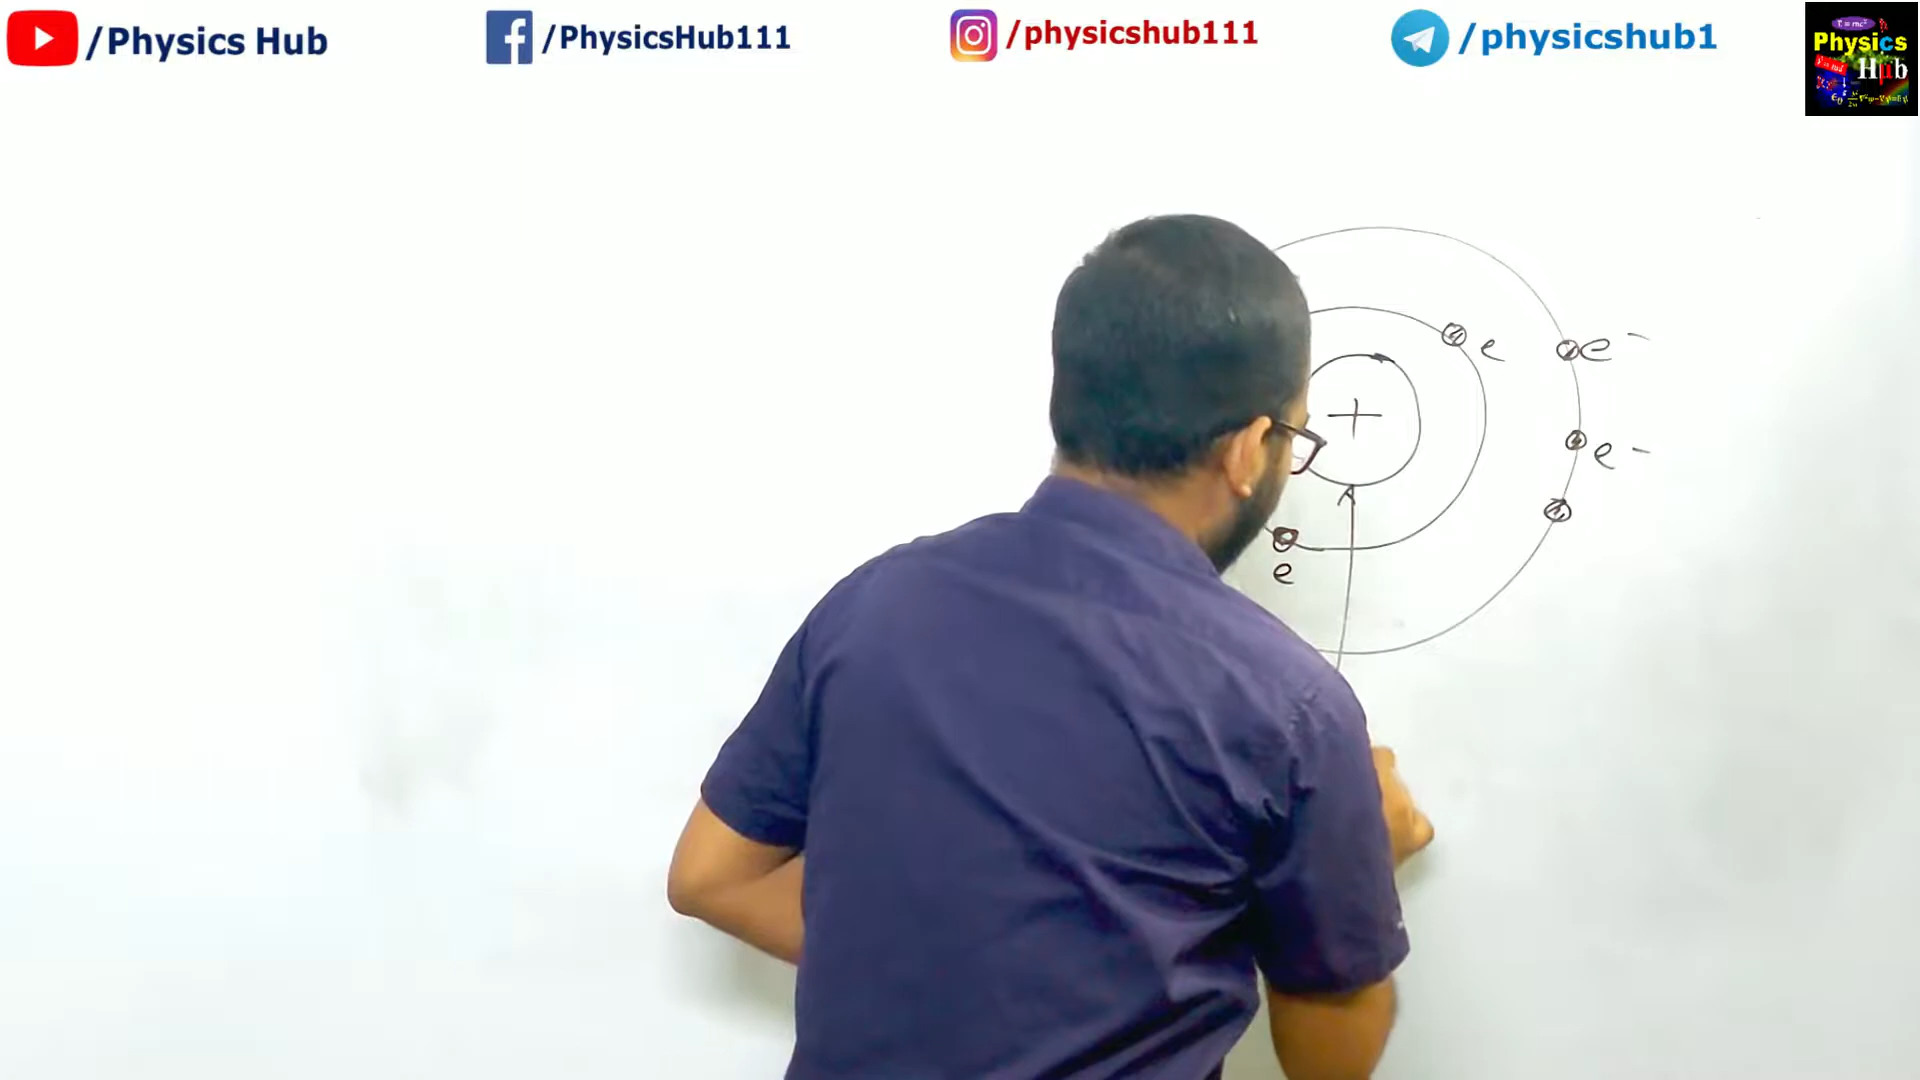 /Physics Hub
/PhysicsHub111
/physicshub111
/physicshub1
Physics
Hub
e
e-
+
e-
e